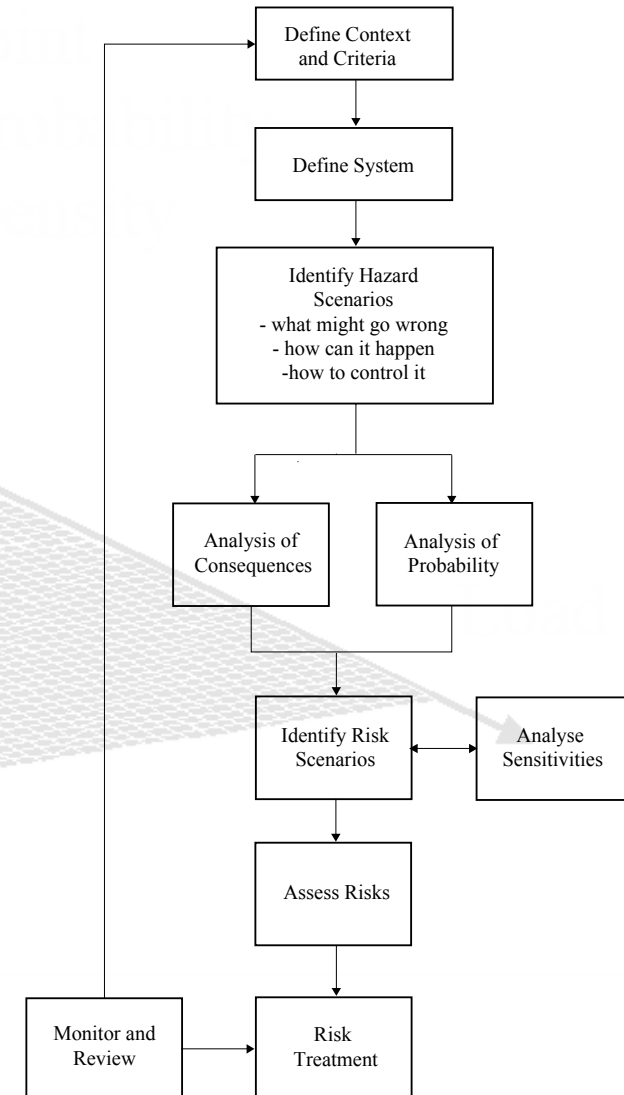 Define Context
and Criteria
Define System
Identify Hazard
Scenarios
- what might go wrong
- how can it happen
-how to control it
Analysis of
Consequences
Analysis of
Probability
Identify Risk
Scenarios
Analyse
Sensitivities
Assess Risks
Monitor and
Review
Risk
Treatment